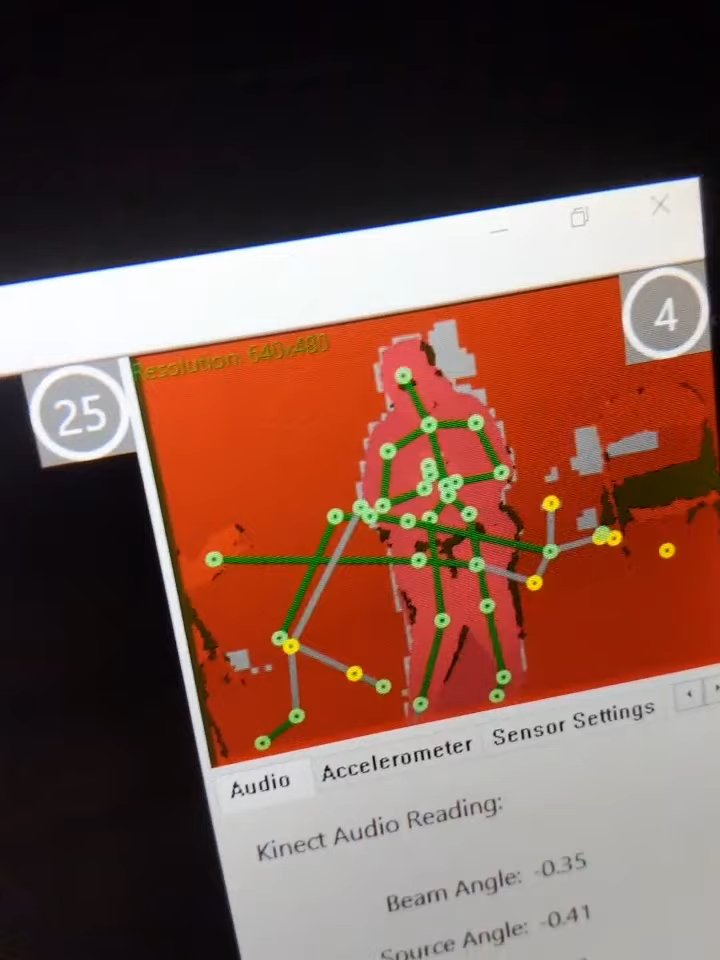 Resolution: 640x480
4
25
Audio Accelerometer Sensor Settings
Kinect Audio Reading:
Beam Angle: -0.35
Source Angle: -0.41